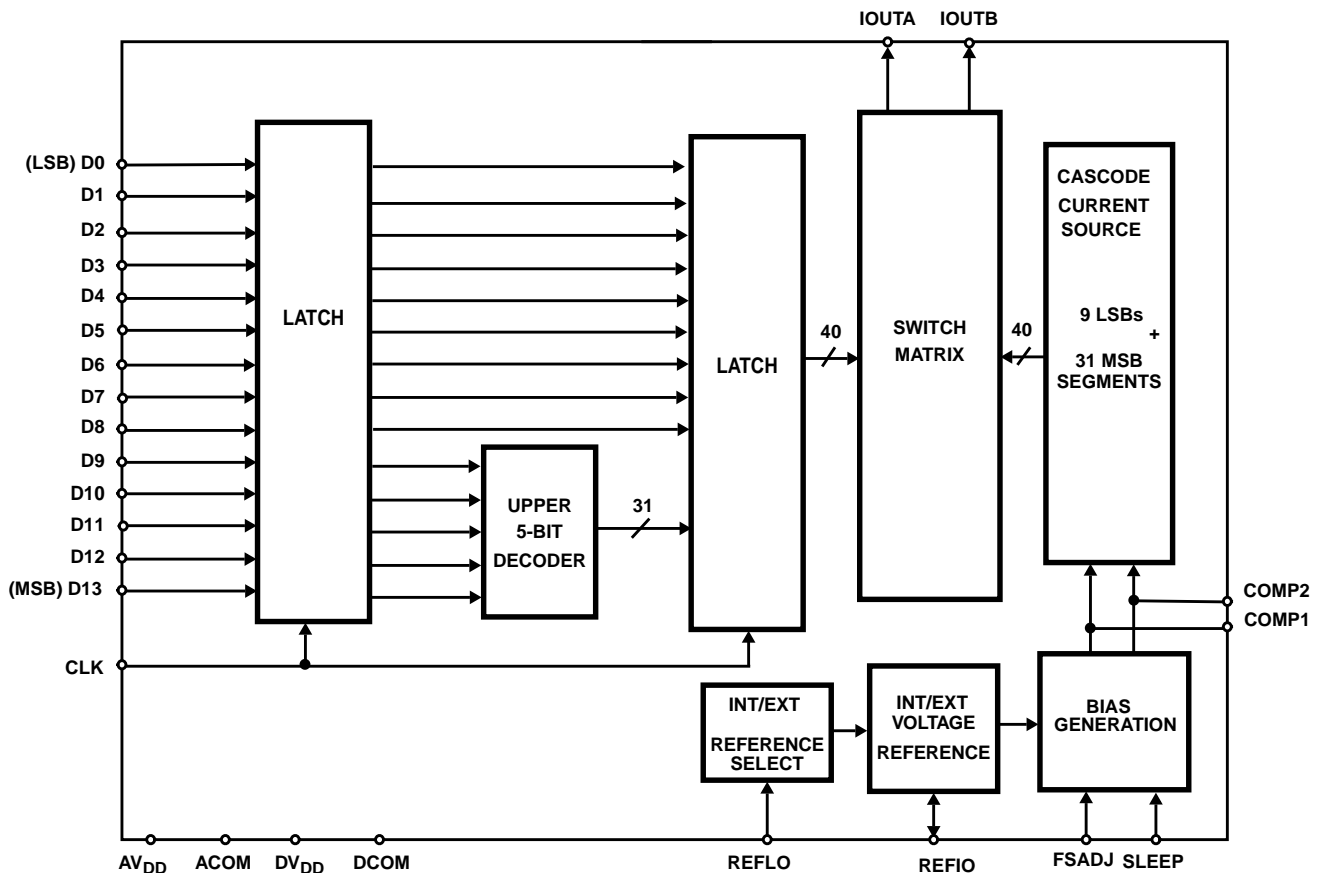 IOUTA IOUTB
(LSB) D0
D1
D2
D3
D4
D5
D6
D7
D8
D9
D10
D11
D12
(MSB) D13
CLK
LATCH
UPPER
5-BIT
DECODER
31
LATCH
40
SWITCH
MATRIX
40
CASCODE
CURRENT
SOURCE
9 LSBs
+
31 MSB
SEGMENTS
COMP2
COMP1
INT/EXT
REFERENCE
SELECT
INT/EXT
VOLTAGE
REFERENCE
BIAS
GENERATION
AVDD ACOM DVDD DCOM REFLO REFIO FSADJ SLEEP